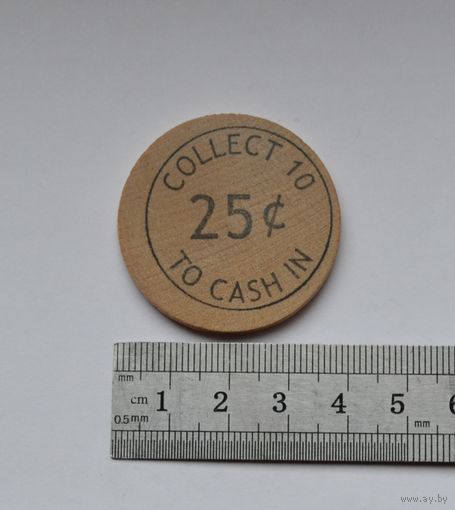 COLLECT 10
25¢
TO CASH IN
mm
cm 1 2 3 4 5 6
0.5mm mm
www.ay.by